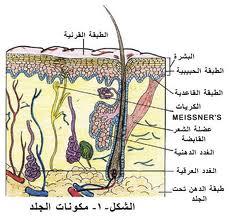 الطبقة القرنية
البشرة
الطبقة الحبيبية
الطبقة القاعدية
الكريات
MEISSNER'S
عضلة الشعر
القابضة
الغدد الدهنية
الغدد العرقية
طبقة الدهن تحت
الجلد
الشكل -١- مكونات الجلد